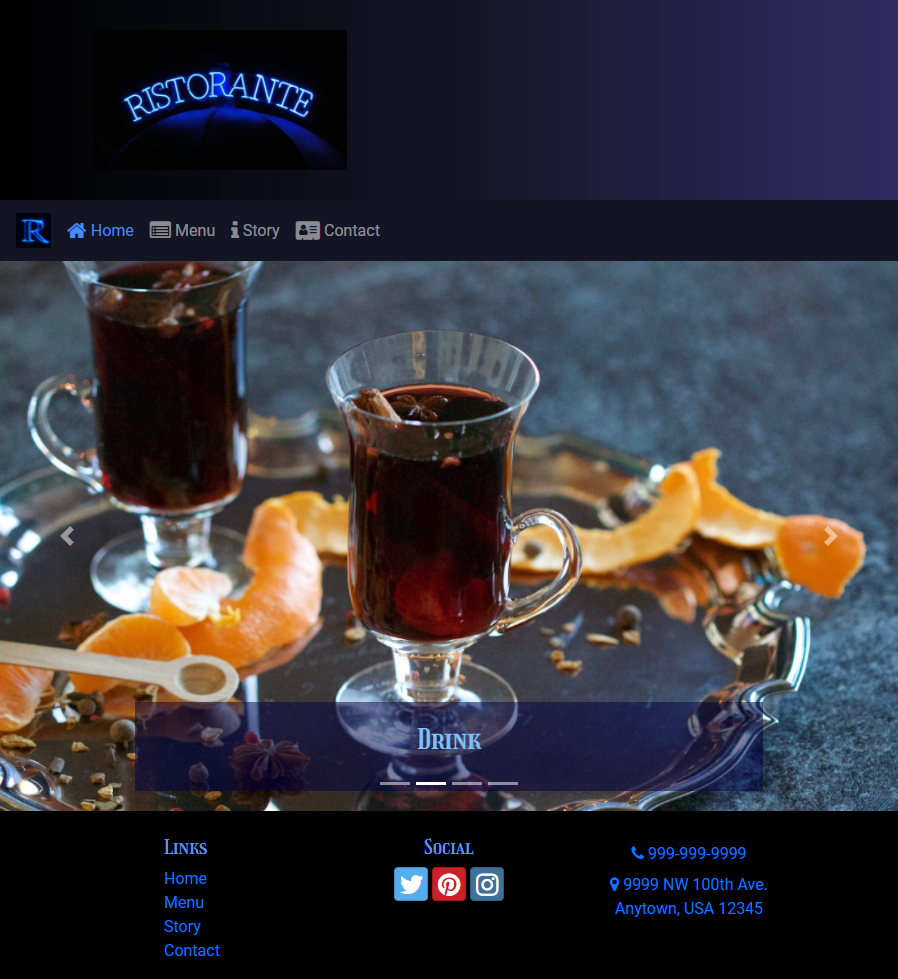 RISTORANTE
R Home Menu Story Contact
Drink
Links
Home
Menu
Story
Contact
Social
999-999-9999
9999 NW 100th Ave.
Anytown, USA 12345